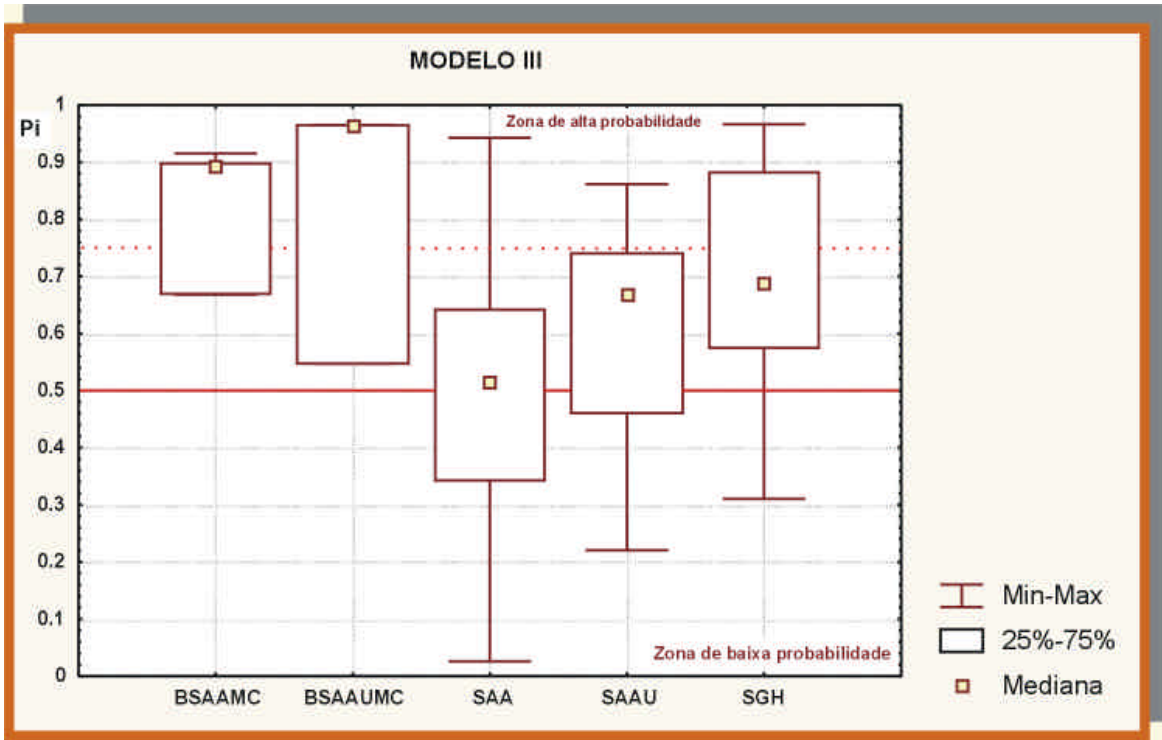 MODELO III
Pi
1
0.9
0.8
0.7
0.6
0.5
0.4
0.3
0.2
0.1
0
Zona de alta probabilidade
Zona de baixa probabilidade
BSAAMC
BSAAUMC
SAA
SAAU
SGH
Min-Max
25%-75%
Mediana